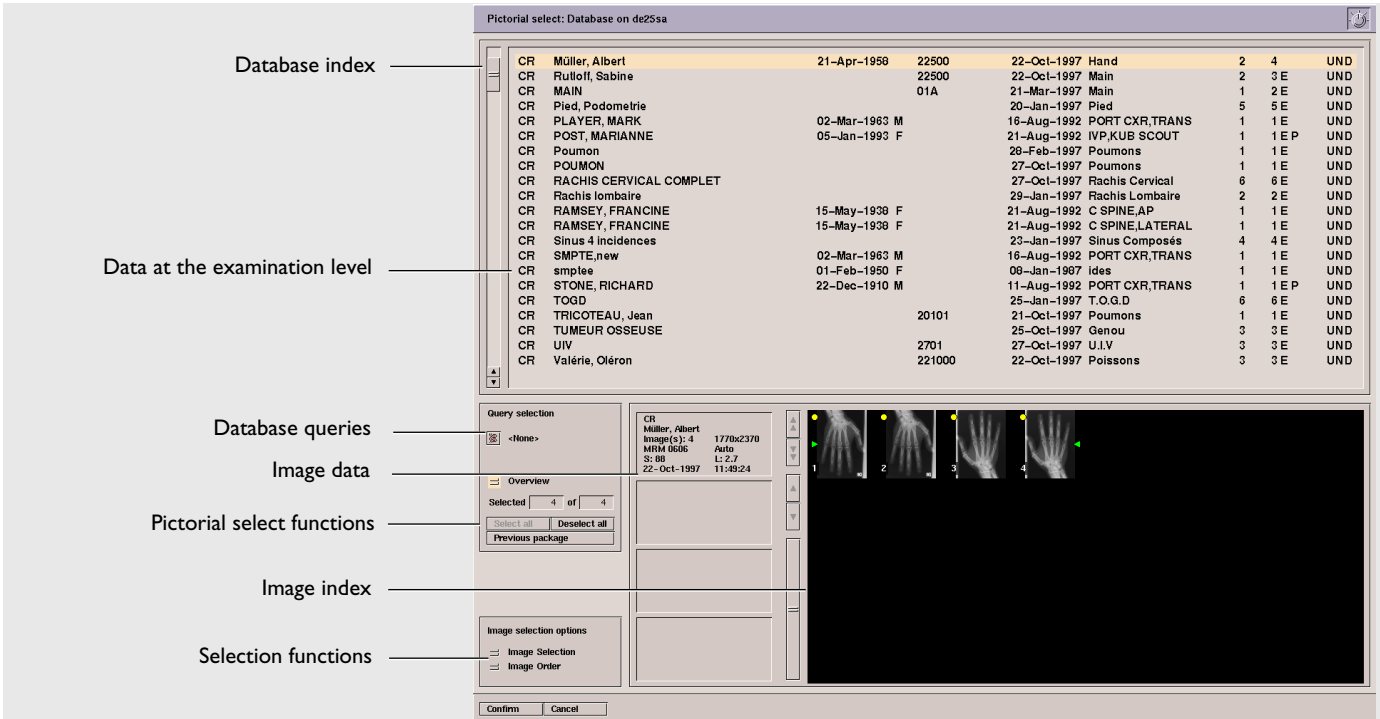 Pictorial select: Database on de25sa
Database index
CR Müller, Albert 21-Apr-1958 22500 22-Oct-1997 Hand 2 4 UND
CR Rutloff, Sabine 22500 22-Oct-1997 Main 2 3 E UND
CR MAIN 01A 21-Mar-1997 Main 1 2 E UND
CR Pied, Podometrie 20-Jan-1997 Pied 5 5 E UND
CR PLAYER, MARK 02-Mar-1963 M 16-Aug-1992 PORT CXR,TRANS 1 1 E UND
CR POST, MARIANNE 05-Jan-1993 F 21-Aug-1992 IVP,KUB SCOUT 1 1 E P UND
CR Poumon 28-Feb-1997 Poumons 1 1 E UND
CR POUMON 27-Oct-1997 Poumons 1 1 E UND
CR RACHIS CERVICAL COMPLET 27-Oct-1997 Rachis Cervical 6 6 E UND
CR Rachis lombaire 29-Jan-1997 Rachis Lombaire 2 2 E UND
CR RAMSEY, FRANCINE 15-May-1938 F 21-Aug-1992 C SPINE,AP 1 1 E UND
CR RAMSEY, FRANCINE 15-May-1938 F 21-Aug-1992 C SPINE,LATERAL 1 1 E UND
CR Sinus 4 incidences 23-Jan-1997 Sinus Composés 4 4 E UND
CR SMPTE,new 02-Mar-1963 M 16-Aug-1992 PORT CXR,TRANS 1 1 E UND
Data at the examination level
CR smptee 01-Feb-1950 F 08-Jan-1987 ides 1 1 E UND
CR STONE, RICHARD 22-Dec-1910 M 11-Aug-1992 PORT CXR,TRANS 1 1 E P UND
CR TOGD 25-Jan-1997 T.O.G.D 6 6 E UND
CR TRICOTEAU, Jean 20101 21-Oct-1997 Poumons 1 1 E UND
CR TUMEUR OSSEUSE 25-Oct-1997 Genou 3 3 E UND
CR UIV 2701 27-Oct-1997 U.I.V 3 3 E UND
CR Valérie, Oléron 221000 22-Oct-1997 Poissons 3 3 E UND
Database queries
Image data
Pictorial select functions
Image index
Selection functions
Query selection
<None>
Overview
Selected 4 of 4
Select all Deselect all
Previous package
CR
Müller, Albert
Image(s): 4 1770x2370
MRM 0606 Auto
S: 88 L: 2.7
22-Oct-1997 11:49:24
1 2 3 4
Image selection options
Image Selection
Image Order
Confirm Cancel